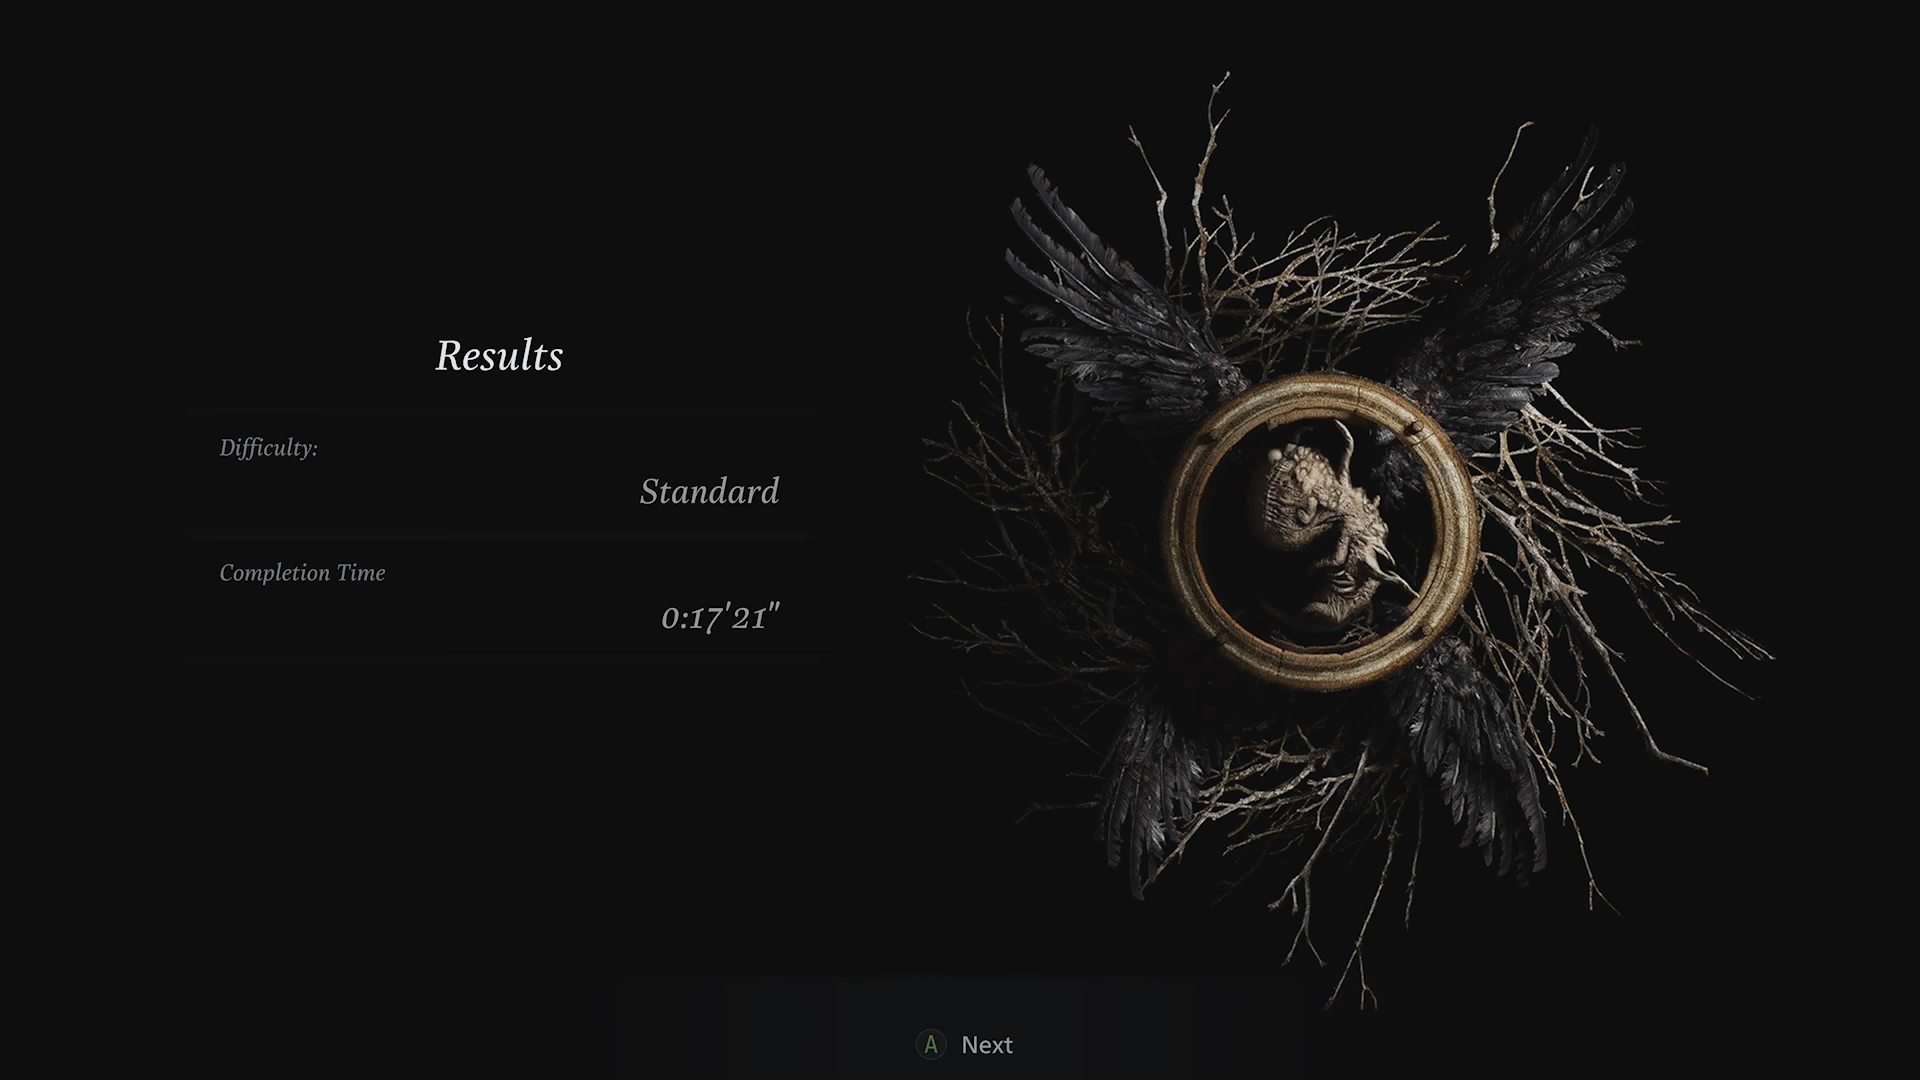 Results
Difficulty:
Standard
Completion Time
0:17'21"
A Next